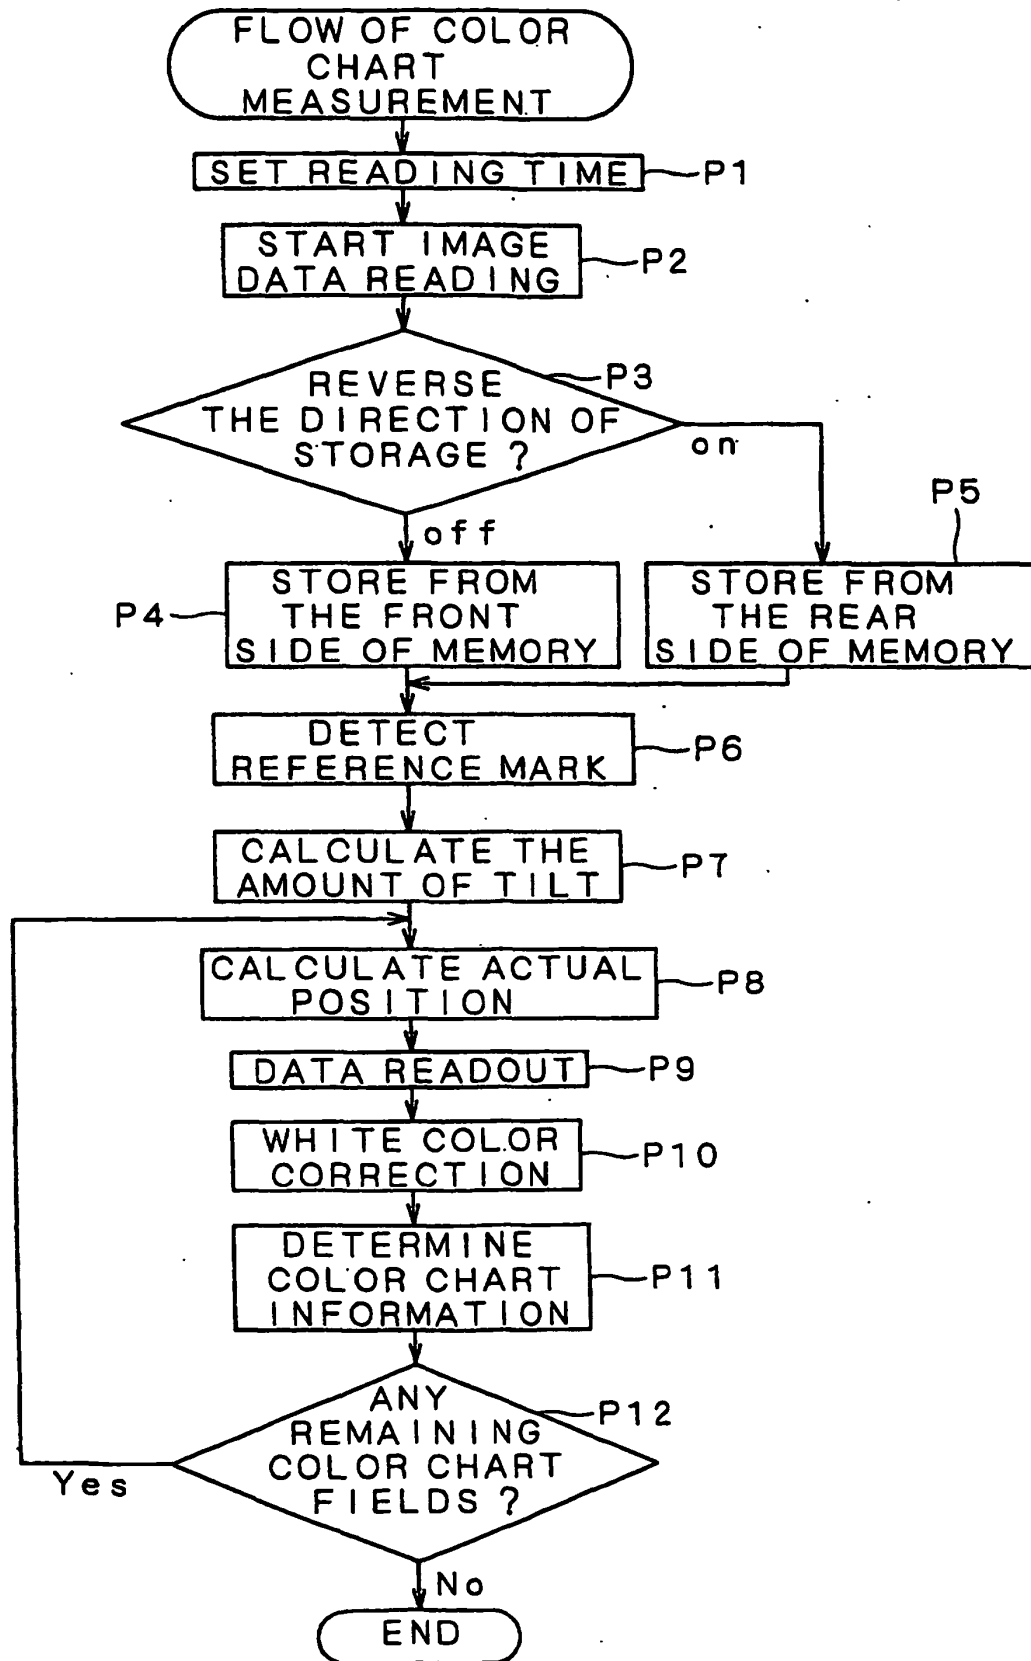 FLOW OF COLOR
CHART
MEASUREMENT
SET READING TIME
P1
START IMAGE
DATA READING
P2
REVERSE
THE DIRECTION OF
STORAGE ?
P3
on
off
P5
STORE FROM
THE FRONT
SIDE OF MEMORY
P4
STORE FROM
THE REAR
SIDE OF MEMORY
DETECT
REFERENCE MARK
P6
CALCULATE THE
AMOUNT OF TILT
P7
CALCULATE ACTUAL
POSITION
P8
DATA READOUT
P9
WHITE COLOR
CORRECTION
P10
DETERMINE
COLOR CHART
INFORMATION
P11
ANY
REMAINING
COLOR CHART
FIELDS ?
P12
Yes
No
END